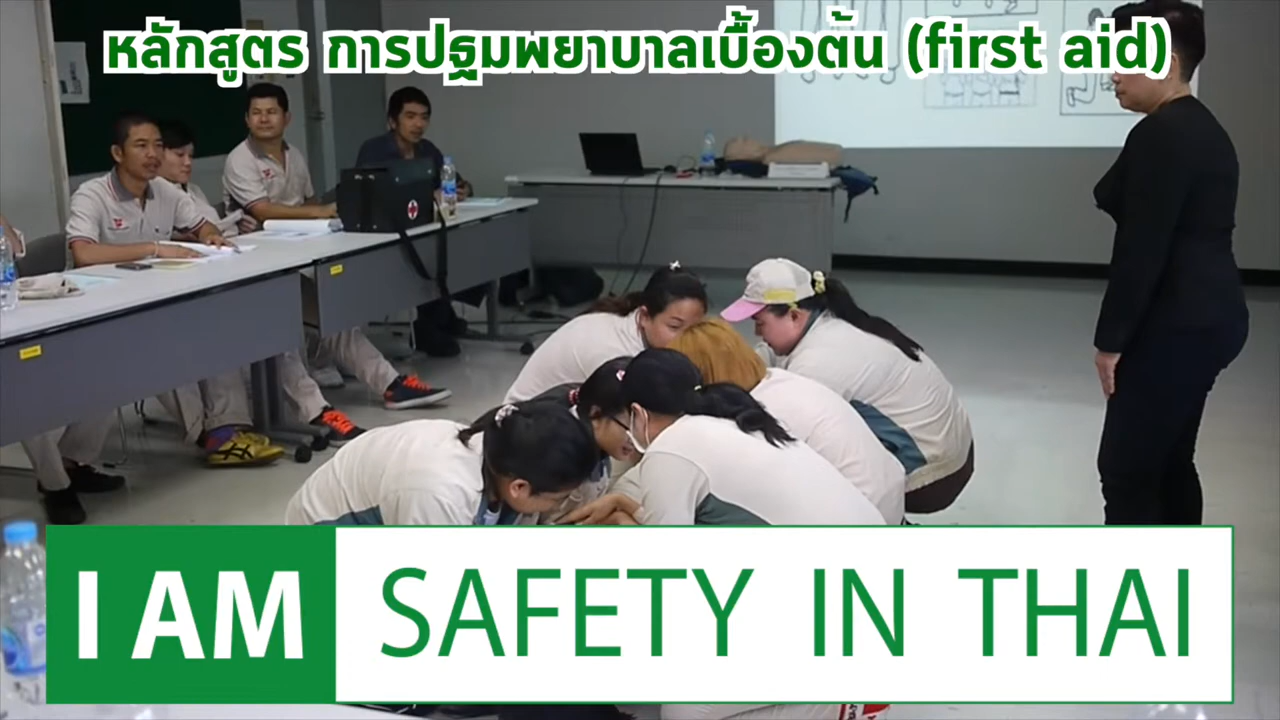 หลักสูตร การปฐมพยาบาลเบื้องต้น (first aid)
I AM SAFETY IN THAI